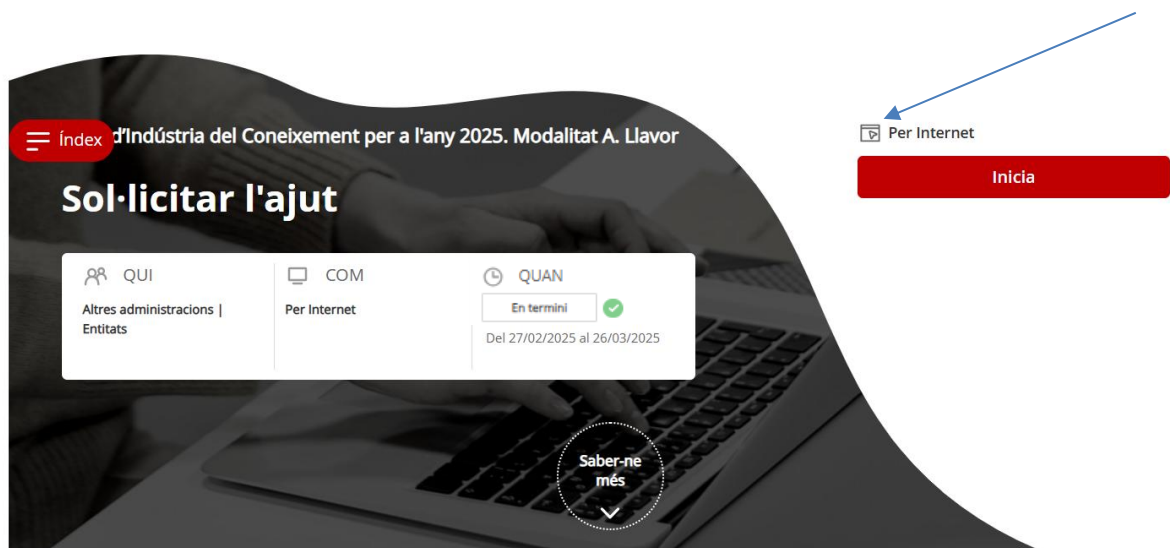 Índex
d'Indústria del Coneixement per a l'any 2025. Modalitat A. Llavor
Sol·licitar l'ajut
QUI
Altres administracions |
Entitats
COM
Per Internet
QUAN
En termini
Del 27/02/2025 al 26/03/2025
Saber-ne
més
Per Internet
Inicia